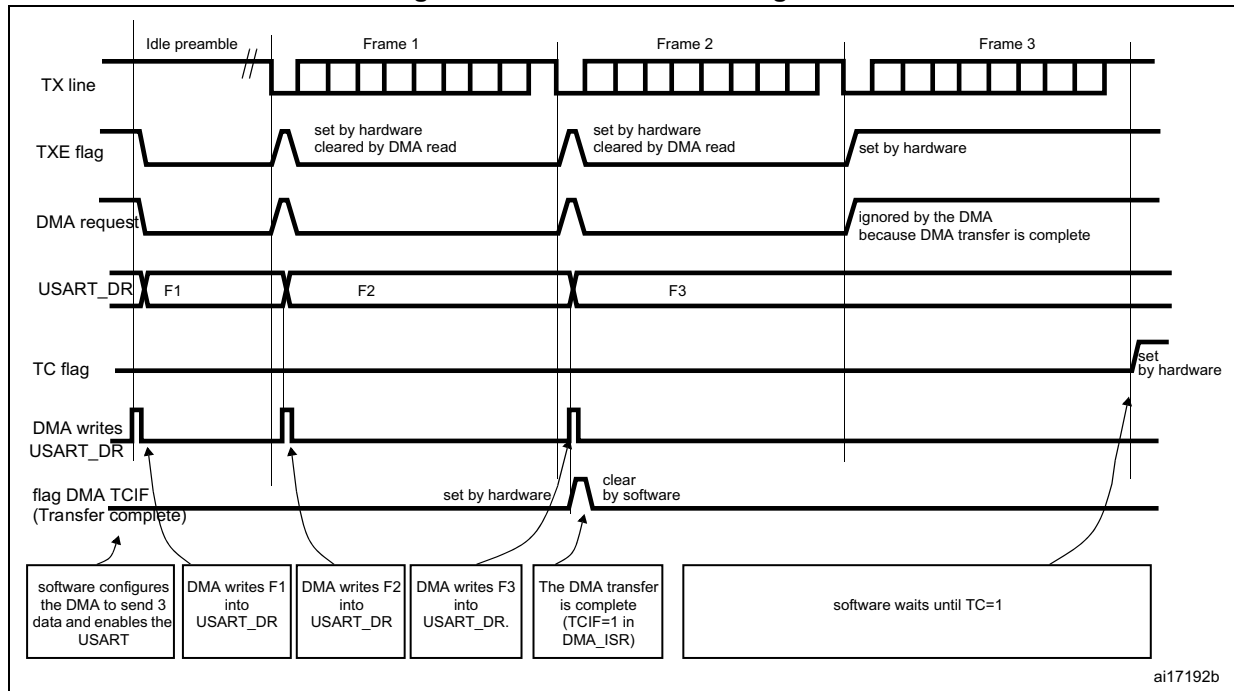 Idle preamble
Frame 1
Frame 2
Frame 3
TX line
TXE flag
set by hardware
cleared by DMA read
set by hardware
cleared by DMA read
set by hardware
DMA request
ignored by the DMA
because DMA transfer is complete
USART_DR
F1
F2
F3
TC flag
set
by hardware
DMA writes
USART_DR
flag DMA TCIF
(Transfer complete)
set by hardware
clear
by software
software configures
the DMA to send 3
data and enables the
USART
DMA writes F1
into
USART_DR
DMA writes F2
into
USART_DR
DMA writes F3
into
USART_DR.
The DMA transfer
is complete
(TCIF=1 in
DMA_ISR)
software waits until TC=1
ai17192b